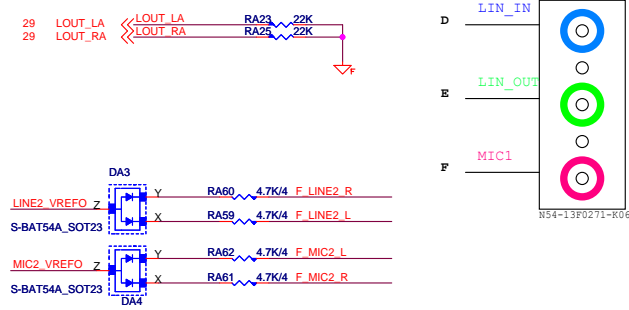 29 LOUT_LA LOUT_LA RA23 22K
29 LOUT_RA LOUT_RA RA25 22K
F
D LIN_IN
E LIN_OUT
F MIC1
N54-13F0271-K06
DA3
LINE2_VREFO Z Y RA60 4.7K/4 F_LINE2_R
S-BAT54A_SOT23 X RA59 4.7K/4 F_LINE2_L
MIC2_VREFO Z Y RA62 4.7K/4 F_MIC2_L
S-BAT54A_SOT23 X RA61 4.7K/4 F_MIC2_R
DA4